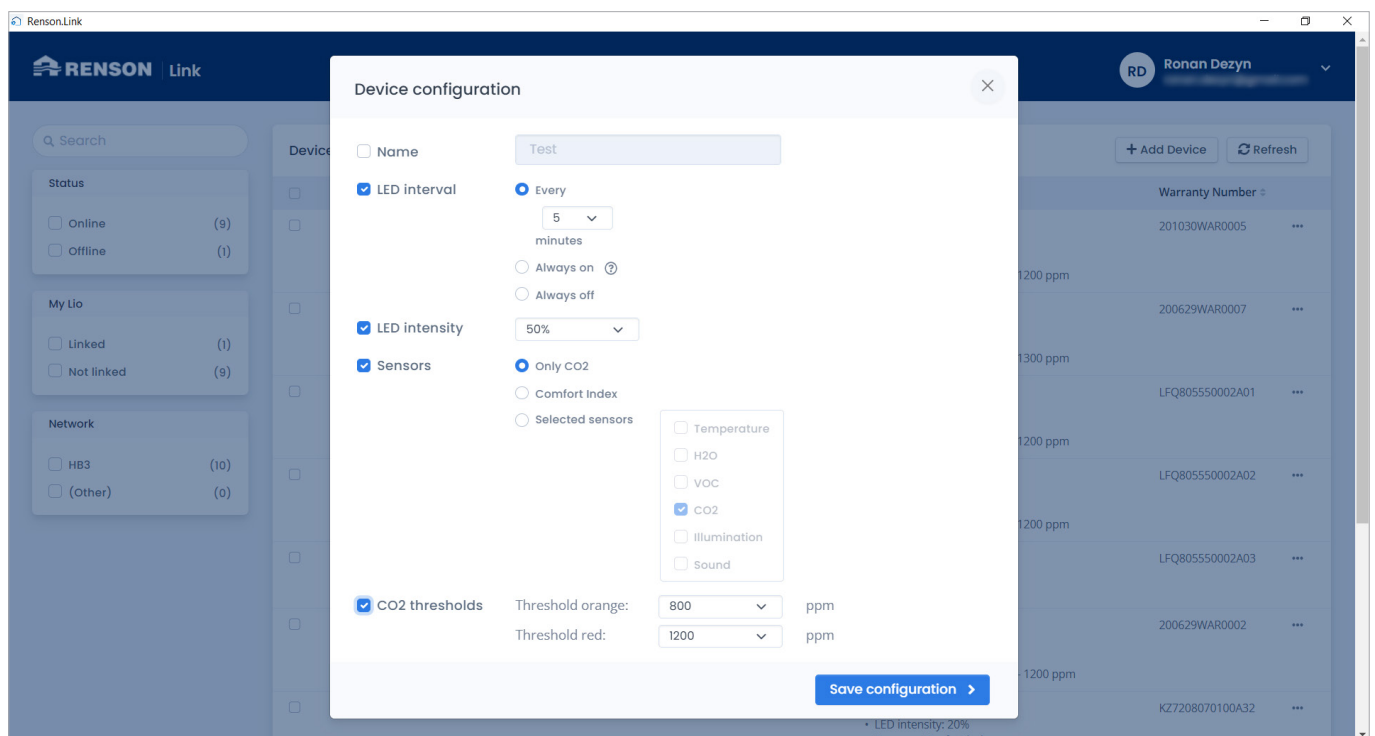 Renson.Link
RENSON Link
RD
Ronan Dezyn
Search
Status
Online (9)
Offline (1)
My Lio
Linked (1)
Not linked (9)
Network
HB3 (10)
(Other) (0)
Device
+ Add Device
Refresh
Warranty Number
201030WAR0005
1200 ppm
200629WAR0007
1300 ppm
LFQ805550002A01
1200 ppm
LFQ805550002A02
1200 ppm
LFQ805550002A03
200629WAR0002
1200 ppm
KZ7208070100A32
• LED intensity: 20%
Device configuration
Name Test
LED interval Every
5
minutes
Always on ?
Always off
LED intensity 50%
Sensors Only CO2
Comfort Index
Selected sensors
Temperature
H2O
VOC
CO2
Illumination
Sound
CO2 thresholds Threshold orange: 800 ppm
Threshold red: 1200 ppm
Save configuration